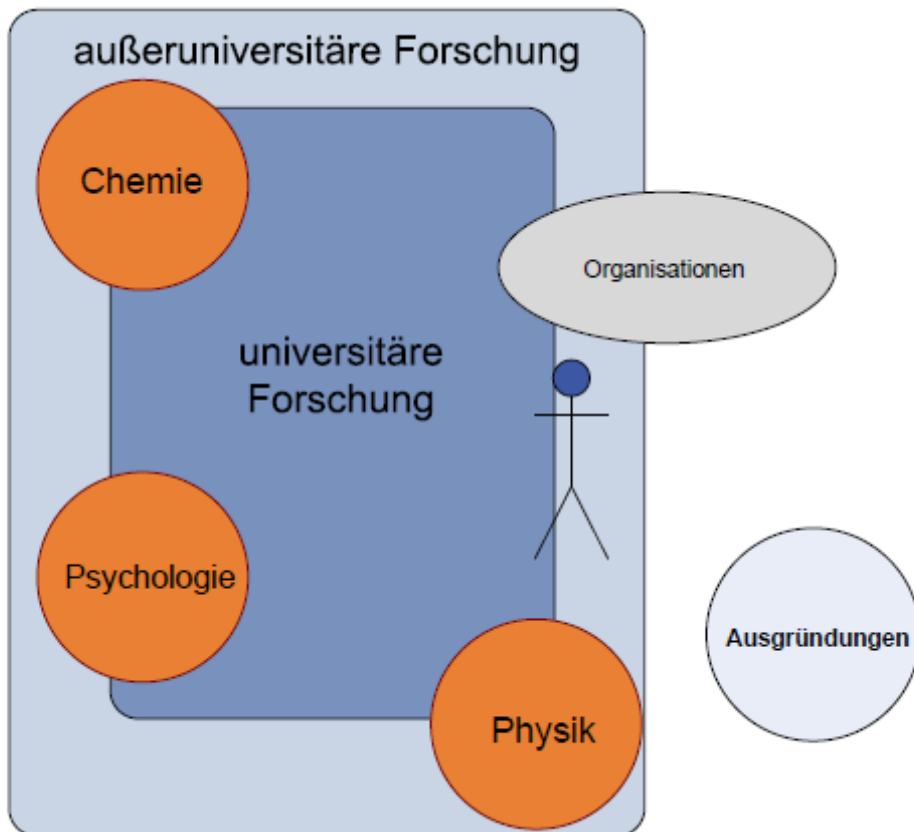 außeruniversitäre Forschung
Chemie
Organisationen
universitäre
Forschung
Psychologie
Ausgründungen
Physik